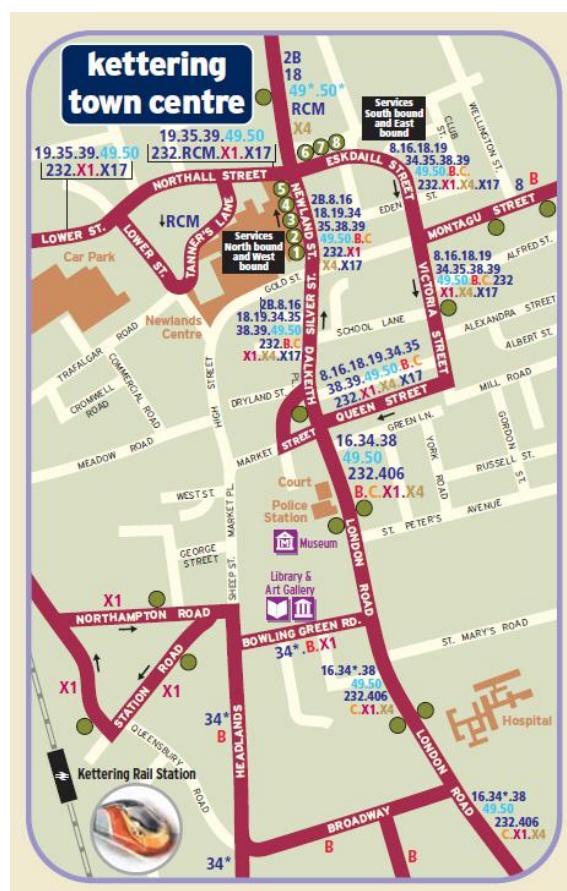 kettering
town centre
2B
18
49*.50*
RCM
X4
Services
South bound
and East
bound
CLUB
ST.
WELLINGTON ST.
19.35.39.49.50
232.X1.X17
19.35.39.49.50
232.RCM.X1.X17
6 7 8
ESKDAILL STREET
8.16.18.19
34.35.38.39
49.50.B.C.
232.X1.X4.X17
8 B
NORTHALL STREET
5
4
3
2
1
NEWLAND ST.
2B.8.16
18.19.34
35.38.39
49.50.B.C
232.X1
X4.X17
EDEN ST.
MONTAGU STREET
LOWER ST.
LOWER ST.
RCM
TANNER'S LANE
Services
North bound
and West
bound
Car Park
ALFRED ST.
8.16.18.19
34.35.38.39
49.50.B.C.232
X1.X4.X17
VICTORIA STREET
GOLD ST.
Newlands
Centre
2B.8.16
18.19.34.35
38.39.49.50
232.B.C
X1.X4.X17
SILVER ST.
DALKEITH
PL.
SCHOOL LANE
ALEXANDRA STREET
ALBERT ST.
TRAFALGAR ROAD
COMMERCIAL ROAD
CROMWELL
ROAD
HIGH STREET
8.16.18.19.34.35
38.39.49.50.B.C
232.X1.X4.X17
DRYLAND ST.
QUEEN STREET
MILL ROAD
MEADOW ROAD
MARKET STREET
GREEN LN.
YORK ROAD
GORDON ST.
16.34.38
49.50
232.406
B.C.X1.X4
RUSSELL ST.
WEST ST.
MARKET PL.
Court
Police
Station
ST. PETER'S AVENUE
GEORGE
STREET
SHEEP ST.
M
Museum
LONDON ROAD
Library &
Art Gallery
X1
NORTHAMPTON ROAD
BOWLING GREEN RD.
34*.B.X1
ST. MARY'S ROAD
STATION ROAD
X1
X1
16.34*.38
49.50
232.406
C.X1.X4
34*
B
HEADLANDS
QUEENSBURY ROAD
Hospital
LONDON ROAD
Kettering Rail Station
16.34*.38
49.50
232.406
C.X1.X4
BROADWAY
B
B
34*